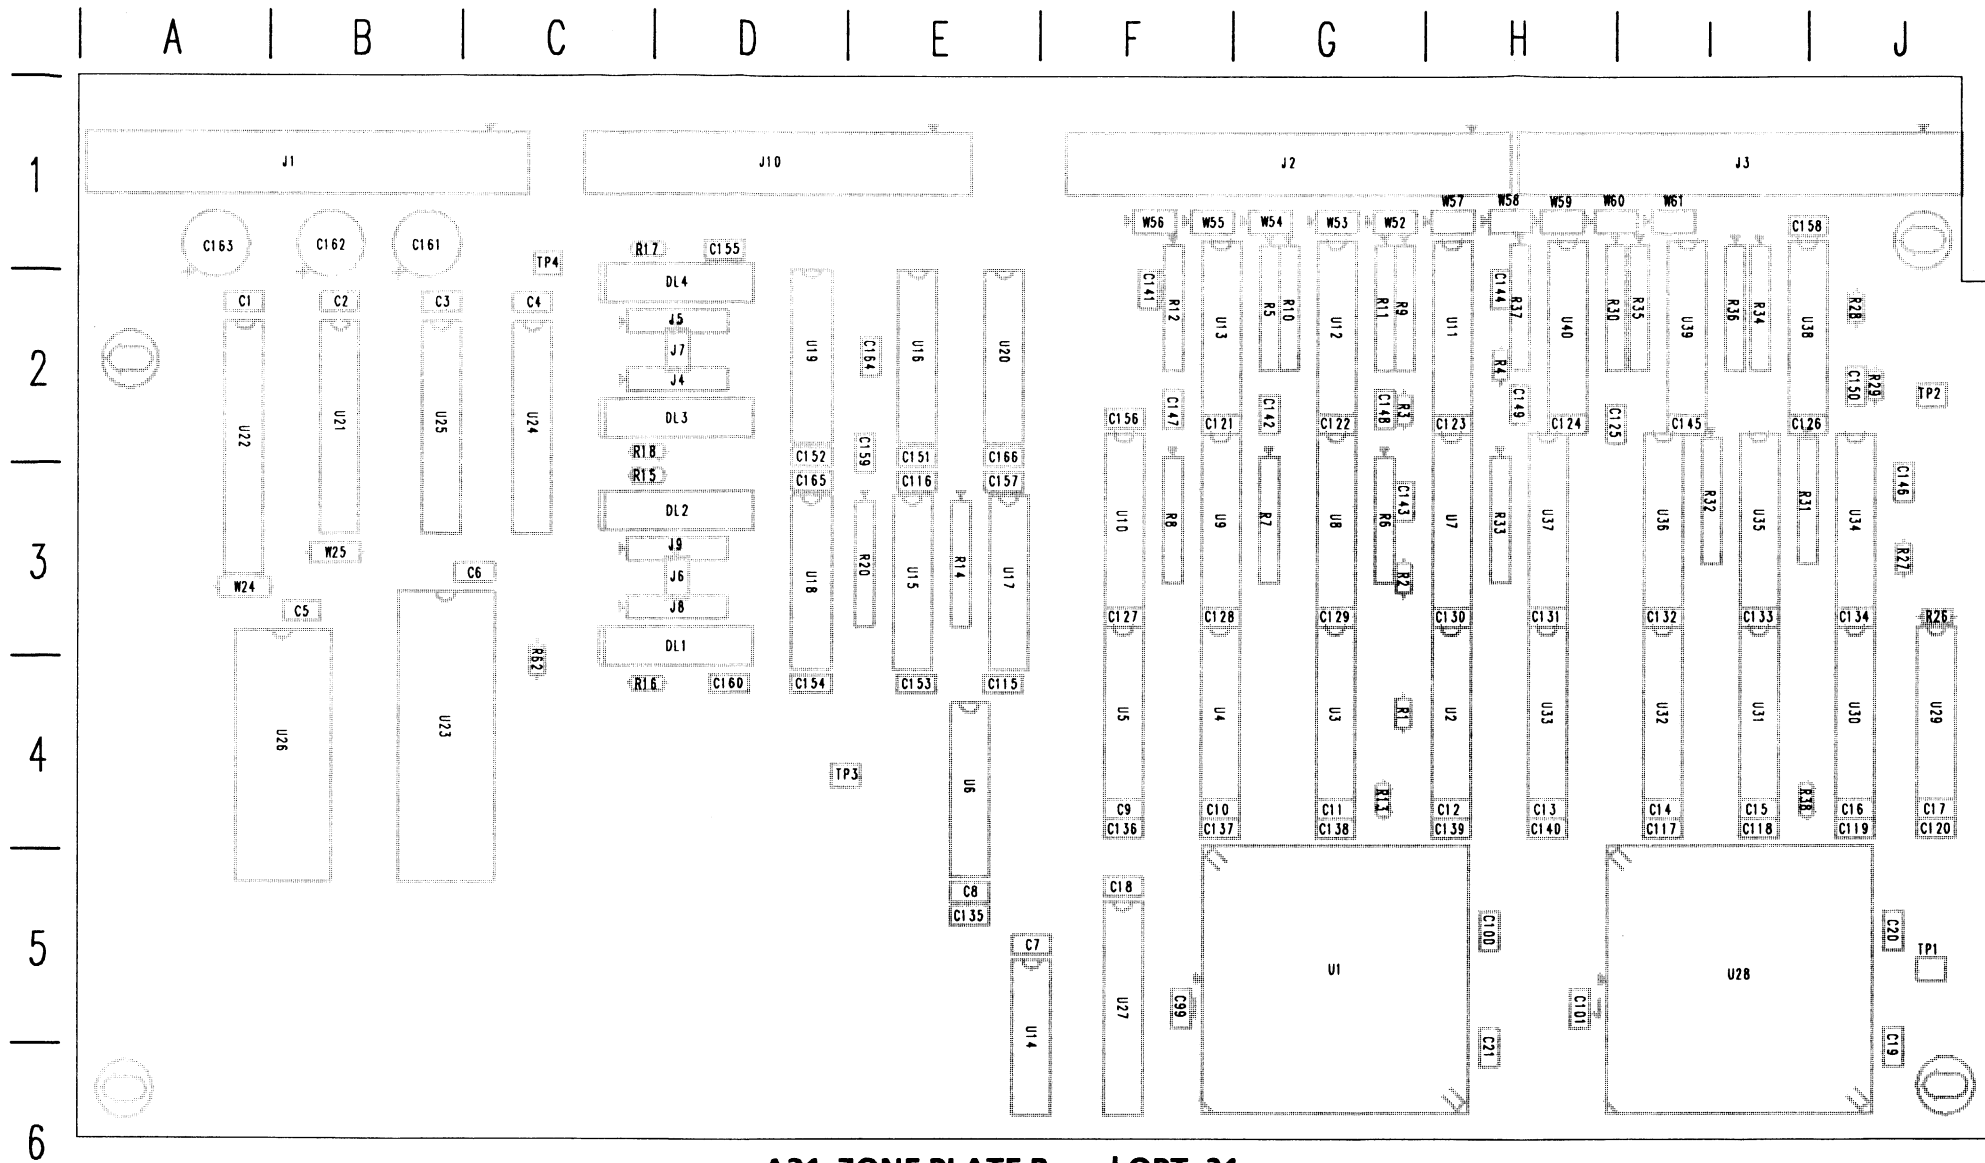 A B C D E F G H I J
1
J1 J10 J2 J3
W56 W55 W54 W53 W52 W57 W58 W59 W60 W61
C163 C162 C161 TP4 R17 C155 C158
C1 C2 C3 C4 DL4 C141 R12 R5 R10 R11 R9 C144 R37 R30 R35 R36 R34 R28
J5
2
U22 U21 U25 U24 J7 U19 C164 U16 U20 U13 U12 U11 U40 U39 U38
J4 R4
DL3 C156 C147 C121 C142 C122 C148 R3 C123 C149 C124 C125 C145 C126 C150 R29 TP2
R18 C152 C159 C151 C166
R15 C165 C116 C157 C143 C146
DL2 U10 R8 U9 R7 U8 R6 U7 R33 U37 U36 R32 U35 R31 U34
3
W25 J9 R27
W24 C6 J6 U18 R20 U15 R14 U17 R2
C5 J8 C127 C128 C129 C130 C131 C132 C133 C134 R26
R62 DL1
R16 C160 C154 C153 C115
4
U26 U23 U5 U4 U3 R1 U2 U33 U32 U31 U30 U29
TP3 U6 R13 R38
C9 C10 C11 C12 C13 C14 C15 C16 C17
C136 C137 C138 C139 C140 C117 C118 C119 C120
C8 C18
C135
5
C7 C100 C20 TP1
U14 U27 C99 U1 C101 U28
C21 C19
6